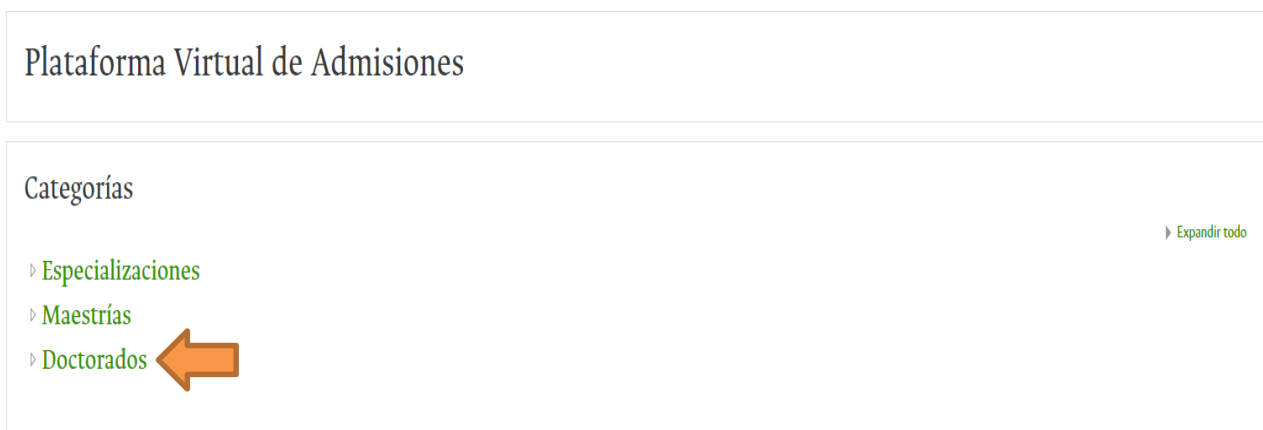 Plataforma Virtual de Admisiones
Categorías
Expandir todo
Especializaciones
Maestrías
Doctorados